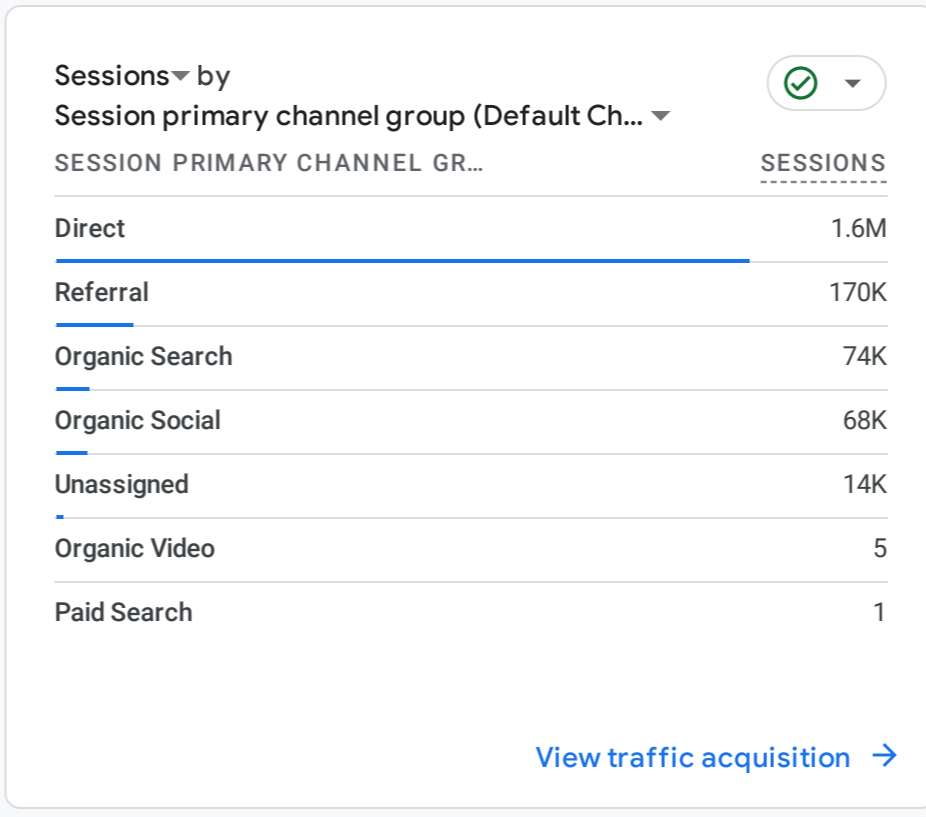 Sessions by
Session primary channel group (Default Ch...
SESSION PRIMARY CHANNEL GR... SESSIONS
Direct 1.6M
Referral 170K
Organic Search 74K
Organic Social 68K
Unassigned 14K
Organic Video 5
Paid Search 1
View traffic acquisition